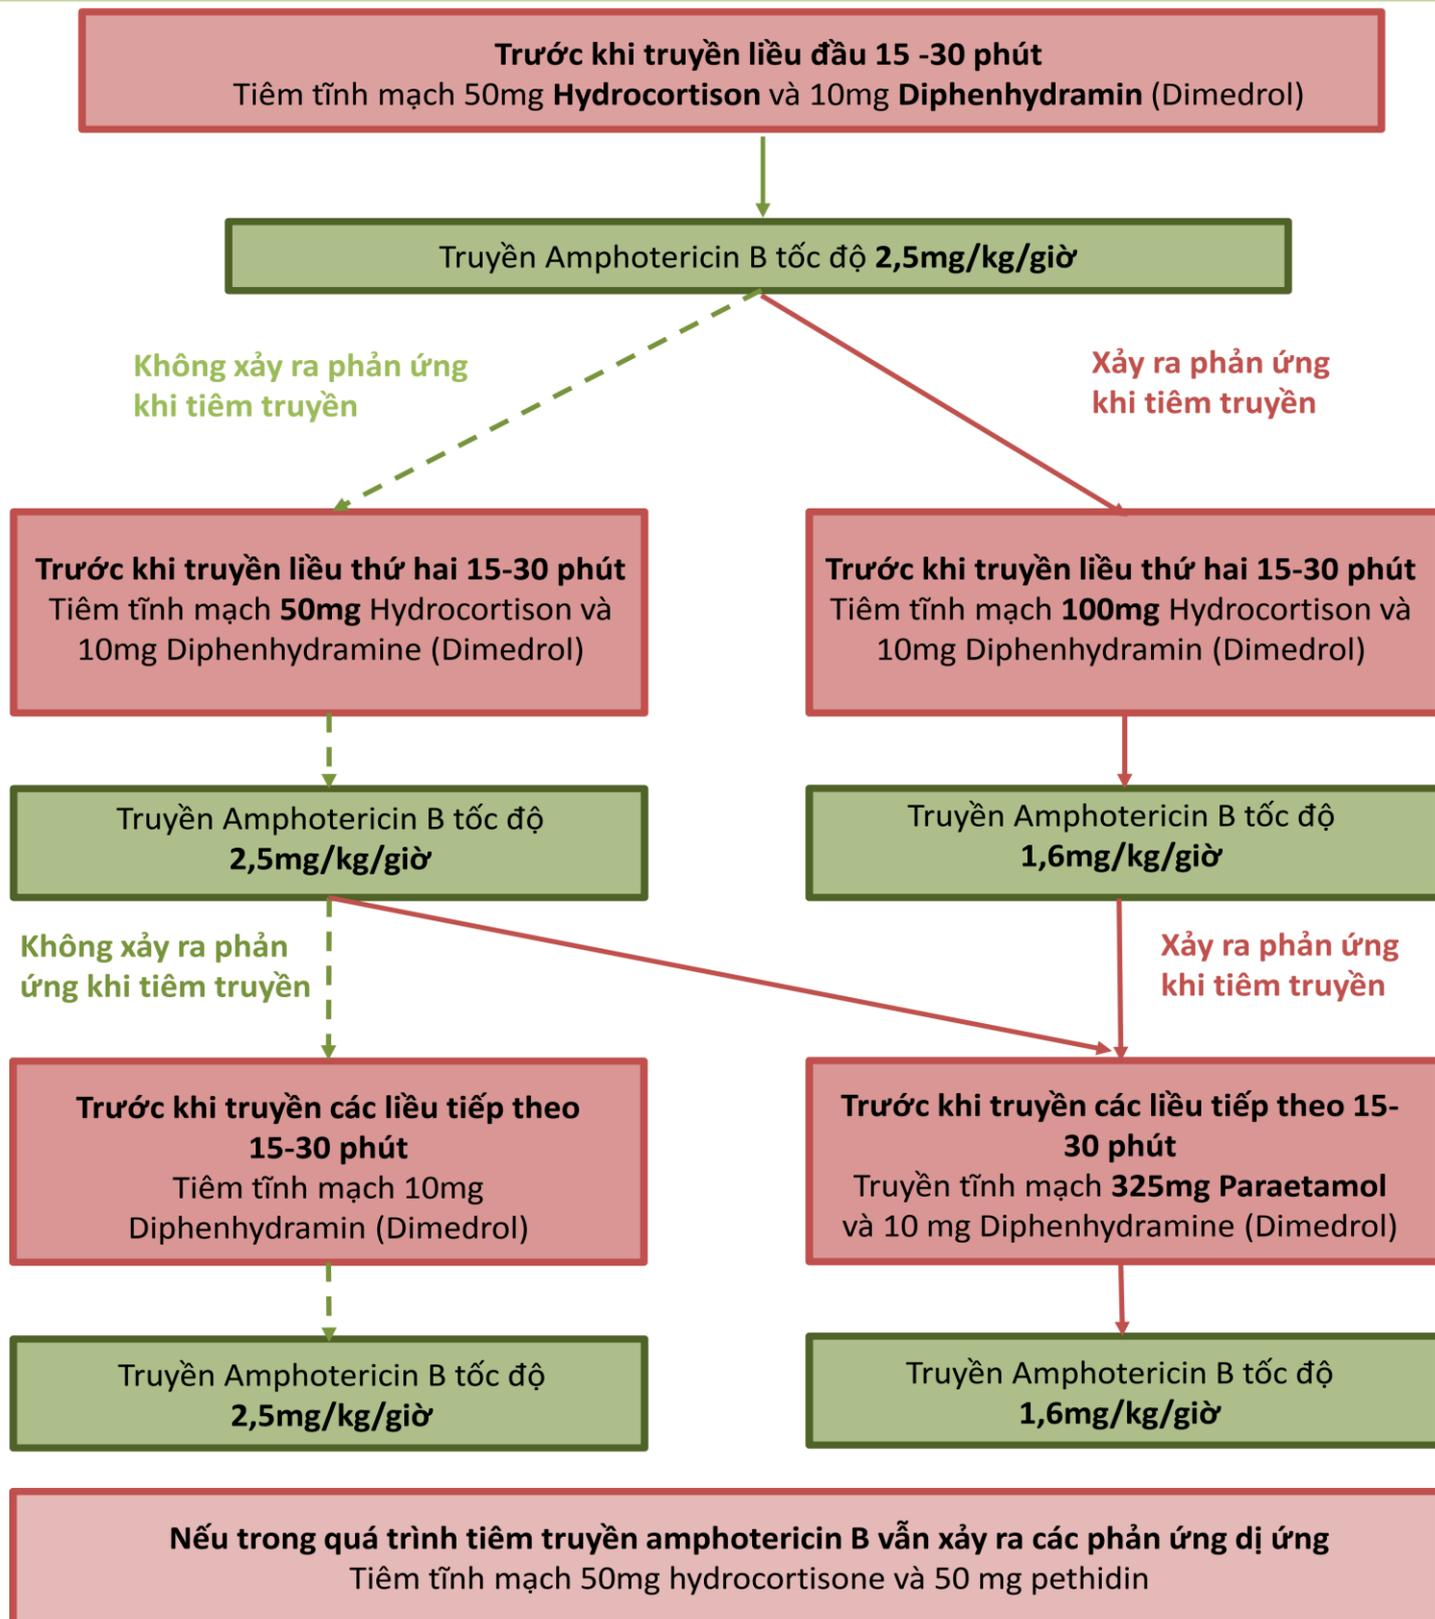 Trước khi truyền liều đầu 15 -30 phút
Tiêm tĩnh mạch 50mg Hydrocortison và 10mg Diphenhydramin (Dimedrol)
Truyền Amphotericin B tốc độ 2,5mg/kg/giờ
Không xảy ra phản ứng
khi tiêm truyền
Xảy ra phản ứng
khi tiêm truyền
Trước khi truyền liều thứ hai 15-30 phút
Tiêm tĩnh mạch 50mg Hydrocortison và
10mg Diphenhydramine (Dimedrol)
Trước khi truyền liều thứ hai 15-30 phút
Tiêm tĩnh mạch 100mg Hydrocortison và
10mg Diphenhydramin (Dimedrol)
Truyền Amphotericin B tốc độ
2,5mg/kg/giờ
Truyền Amphotericin B tốc độ
1,6mg/kg/giờ
Không xảy ra phản
ứng khi tiêm truyền
Xảy ra phản ứng
khi tiêm truyền
Trước khi truyền các liều tiếp theo
15-30 phút
Tiêm tĩnh mạch 10mg
Diphenhydramin (Dimedrol)
Trước khi truyền các liều tiếp theo 15-
30 phút
Truyền tĩnh mạch 325mg Paraetamol
và 10 mg Diphenhydramine (Dimedrol)
Truyền Amphotericin B tốc độ
2,5mg/kg/giờ
Truyền Amphotericin B tốc độ
1,6mg/kg/giờ
Nếu trong quá trình tiêm truyền amphotericin B vẫn xảy ra các phản ứng dị ứng
Tiêm tĩnh mạch 50mg hydrocortisone và 50 mg pethidin